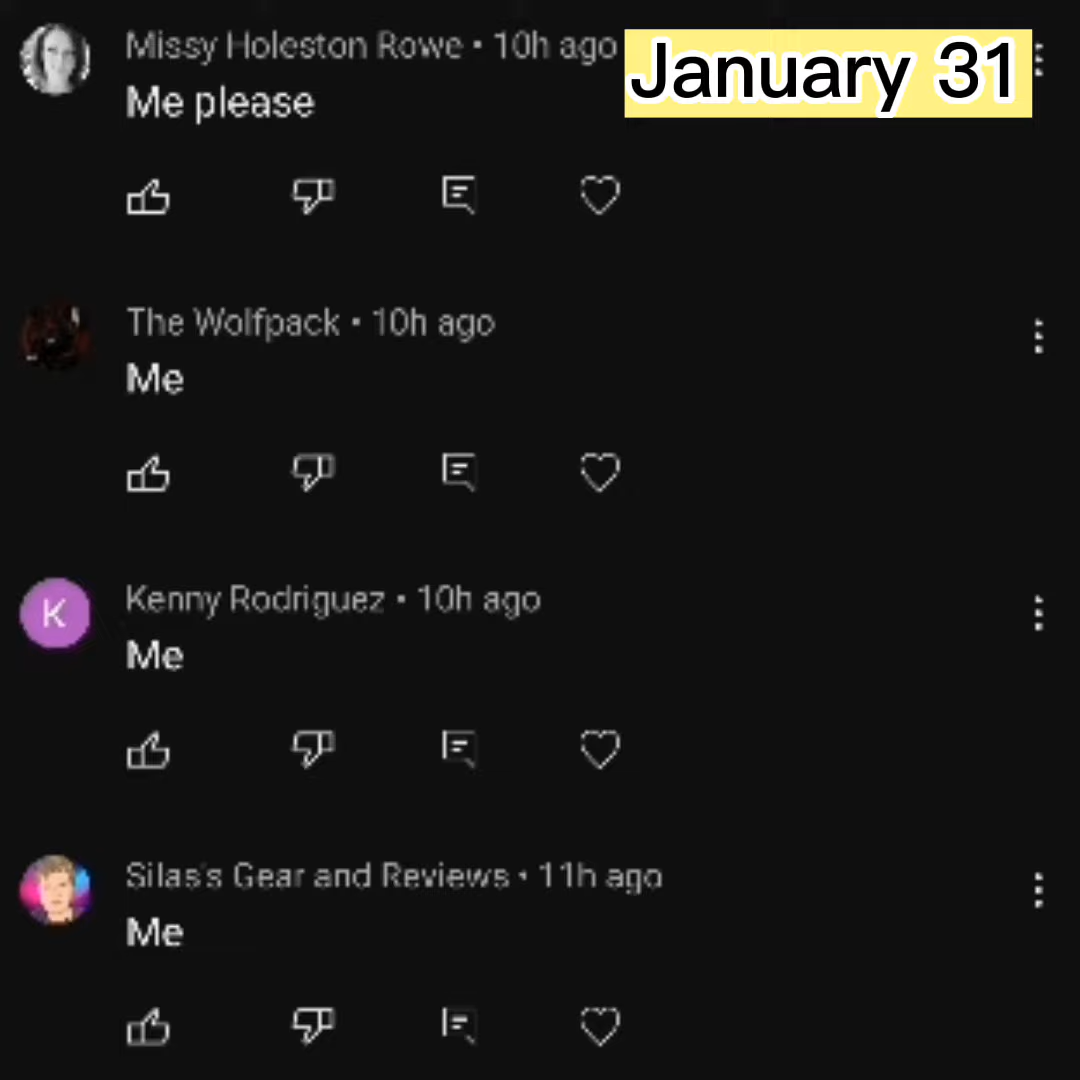 Missy Holeston Rowe • 10h ago
January 31
Me please
The Wolfpack • 10h ago
Me
K
Kenny Rodriguez • 10h ago
Me
Silas's Gear and Reviews • 11h ago
Me